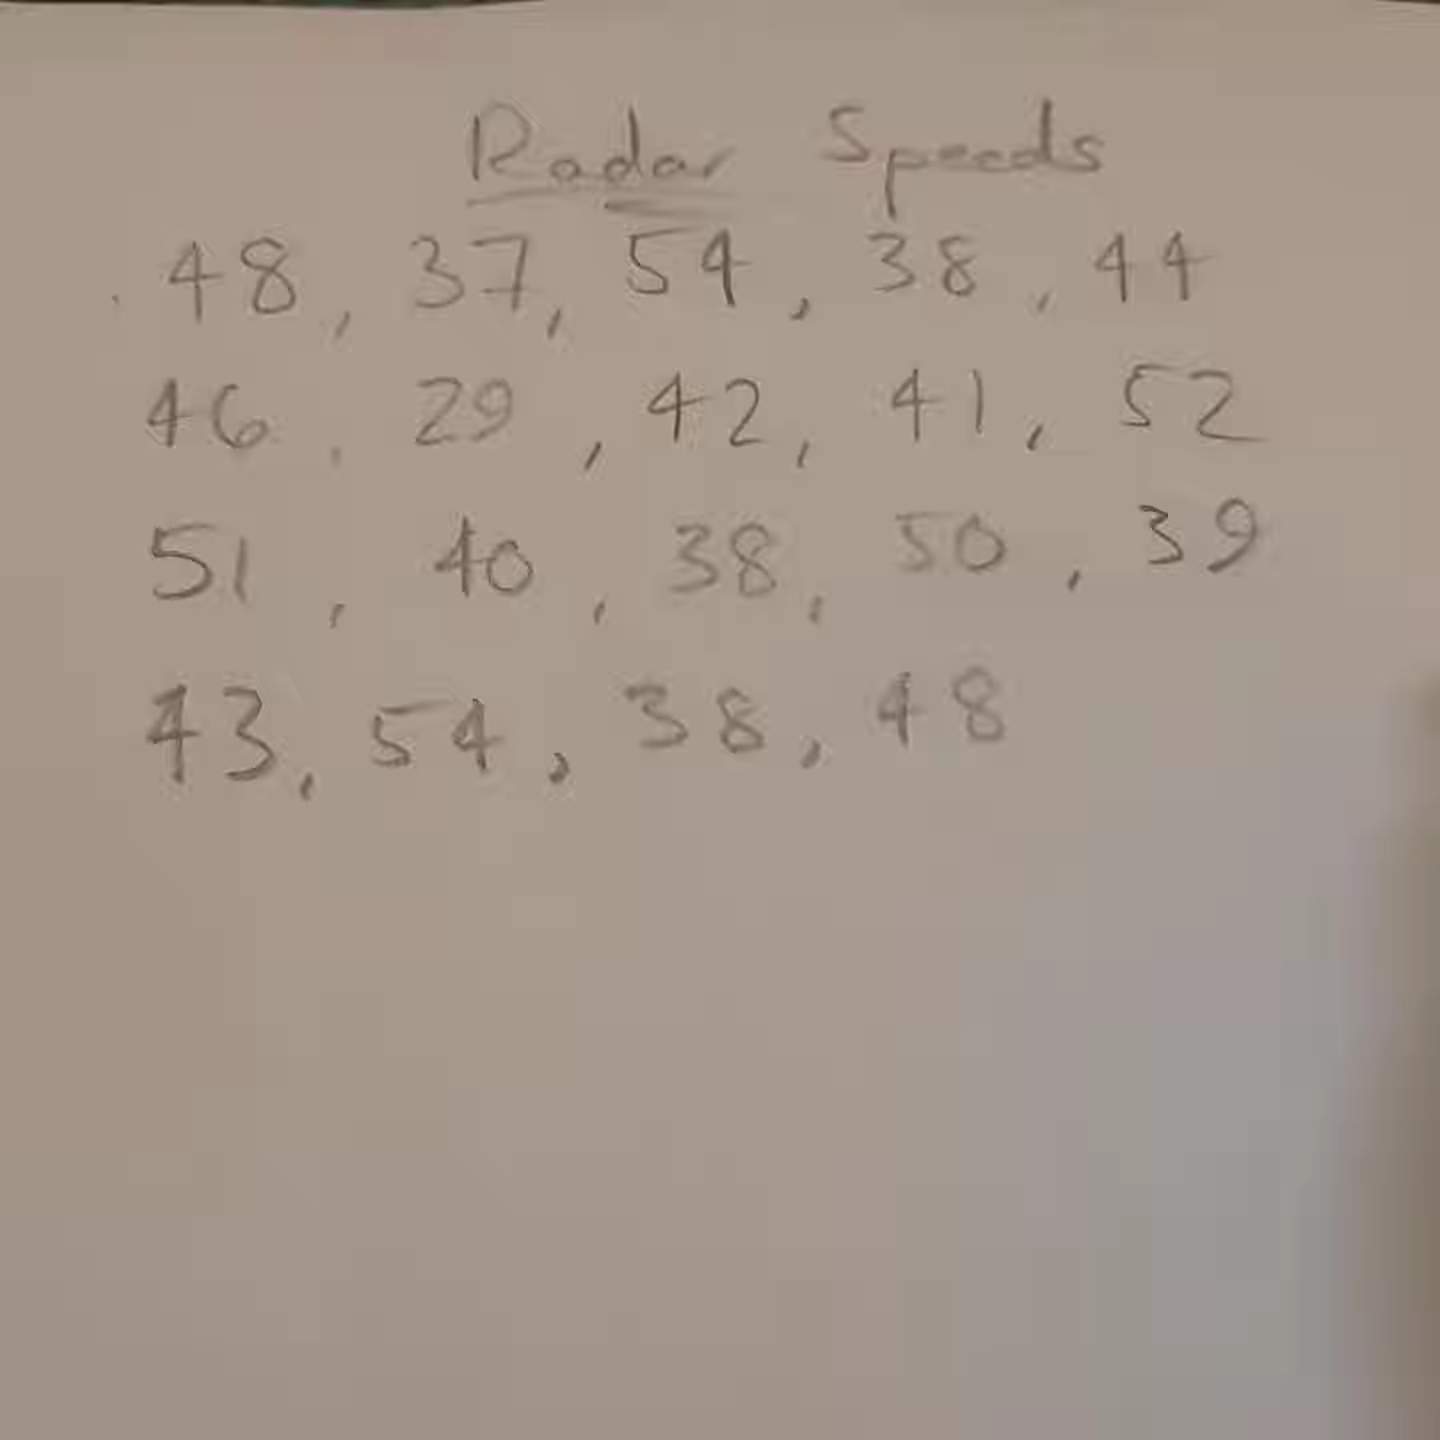 Radar Speeds
48, 37, 54, 38, 44
46, 29, 42, 41, 52
51, 40, 38, 50, 39
43, 54, 38, 48